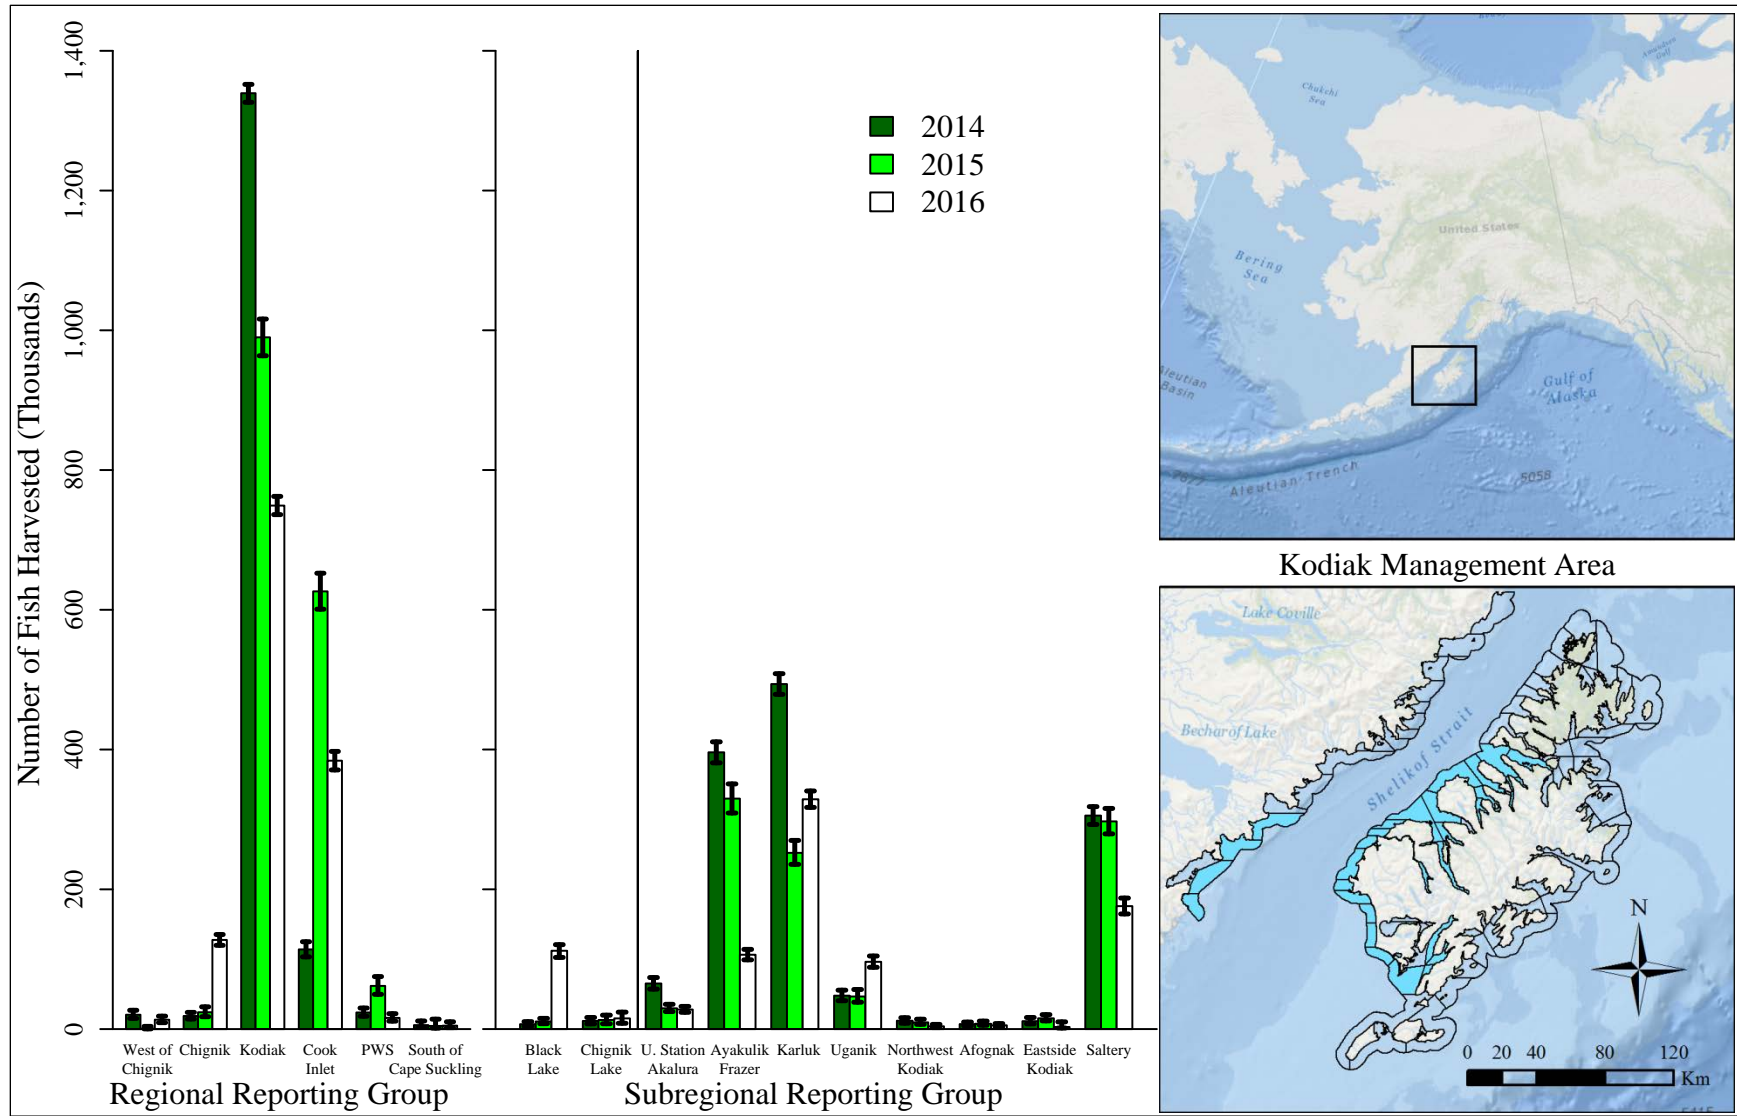 Number of Fish Harvested (Thousands)
1,400
1,200
1,000
800
600
400
200
0
2014
2015
2016
West of
Chignik
Chignik
Kodiak
Cook
Inlet
PWS
South of
Cape Suckling
Regional Reporting Group
Black
Lake
Chignik
Lake
U. Station
Akalura
Ayakulik
Frazer
Karluk
Uganik
Northwest
Kodiak
Afognak
Eastside
Kodiak
Saltery
Subregional Reporting Group
Chukchi
Sea
Amundsen
Gulf
United States
Bering
Sea
Aleutian
Basin
Gulf of
Alaska
7877
Aleutian Trench
5058
Kodiak Management Area
Lake Coville
Becharof Lake
Shelikof Strait
N
0 20 40 80 120
Km